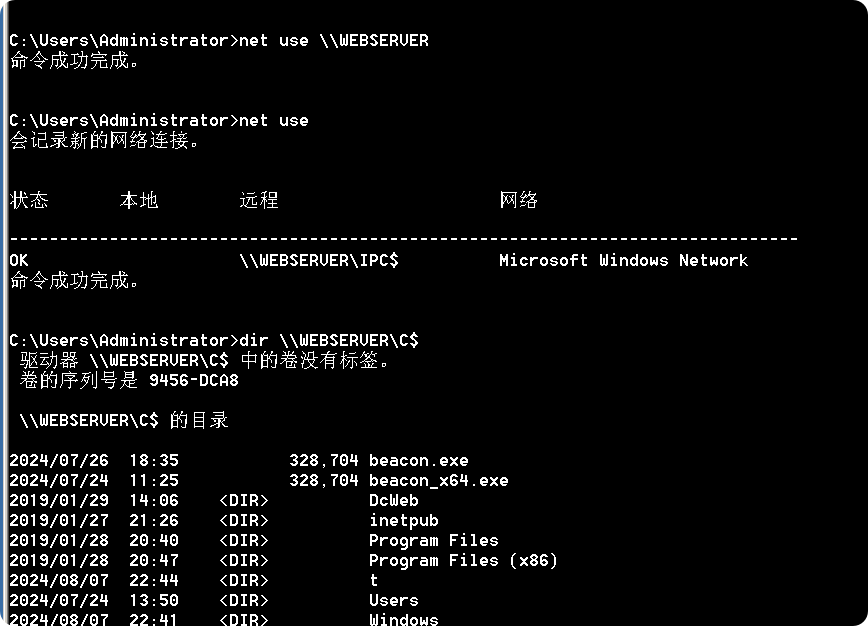 C:\Users\Administrator>net use \\WEBSERVER
命令成功完成。
C:\Users\Administrator>net use
会记录新的网络连接。
状态 本地 远程 网络
-------------------------------------------------------------------------------
OK \\WEBSERVER\IPC$ Microsoft Windows Network
命令成功完成。
C:\Users\Administrator>dir \\WEBSERVER\C$
驱动器 \\WEBSERVER\C$ 中的卷没有标签。
卷的序列号是 9456-DCA8
\\WEBSERVER\C$ 的目录
2024/07/26 18:35 328,704 beacon.exe
2024/07/24 11:25 328,704 beacon_x64.exe
2019/01/29 14:06 <DIR> DcWeb
2019/01/27 21:26 <DIR> inetpub
2019/01/28 20:40 <DIR> Program Files
2019/01/28 20:47 <DIR> Program Files (x86)
2024/08/07 22:44 <DIR> t
2024/07/24 13:50 <DIR> Users
2024/08/07 22:41 <DIR> Windows